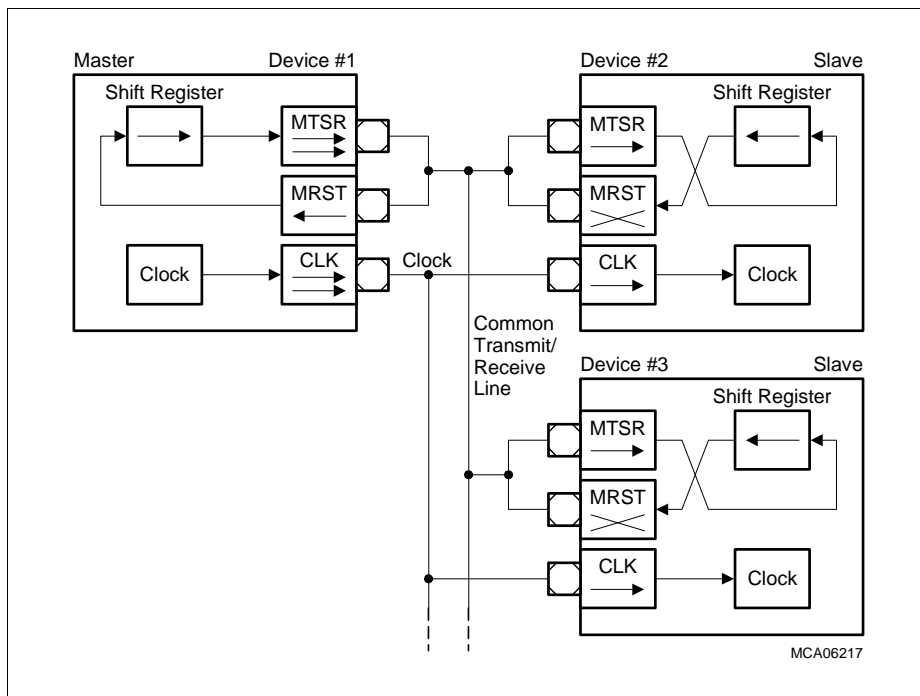 Master Device #1
Shift Register
MTSR
MRST
CLK
Clock
Clock
Common
Transmit/
Receive
Line
Device #2 Slave
Shift Register
MTSR
MRST
CLK
Clock
Device #3 Slave
Shift Register
MTSR
MRST
CLK
Clock
MCA06217